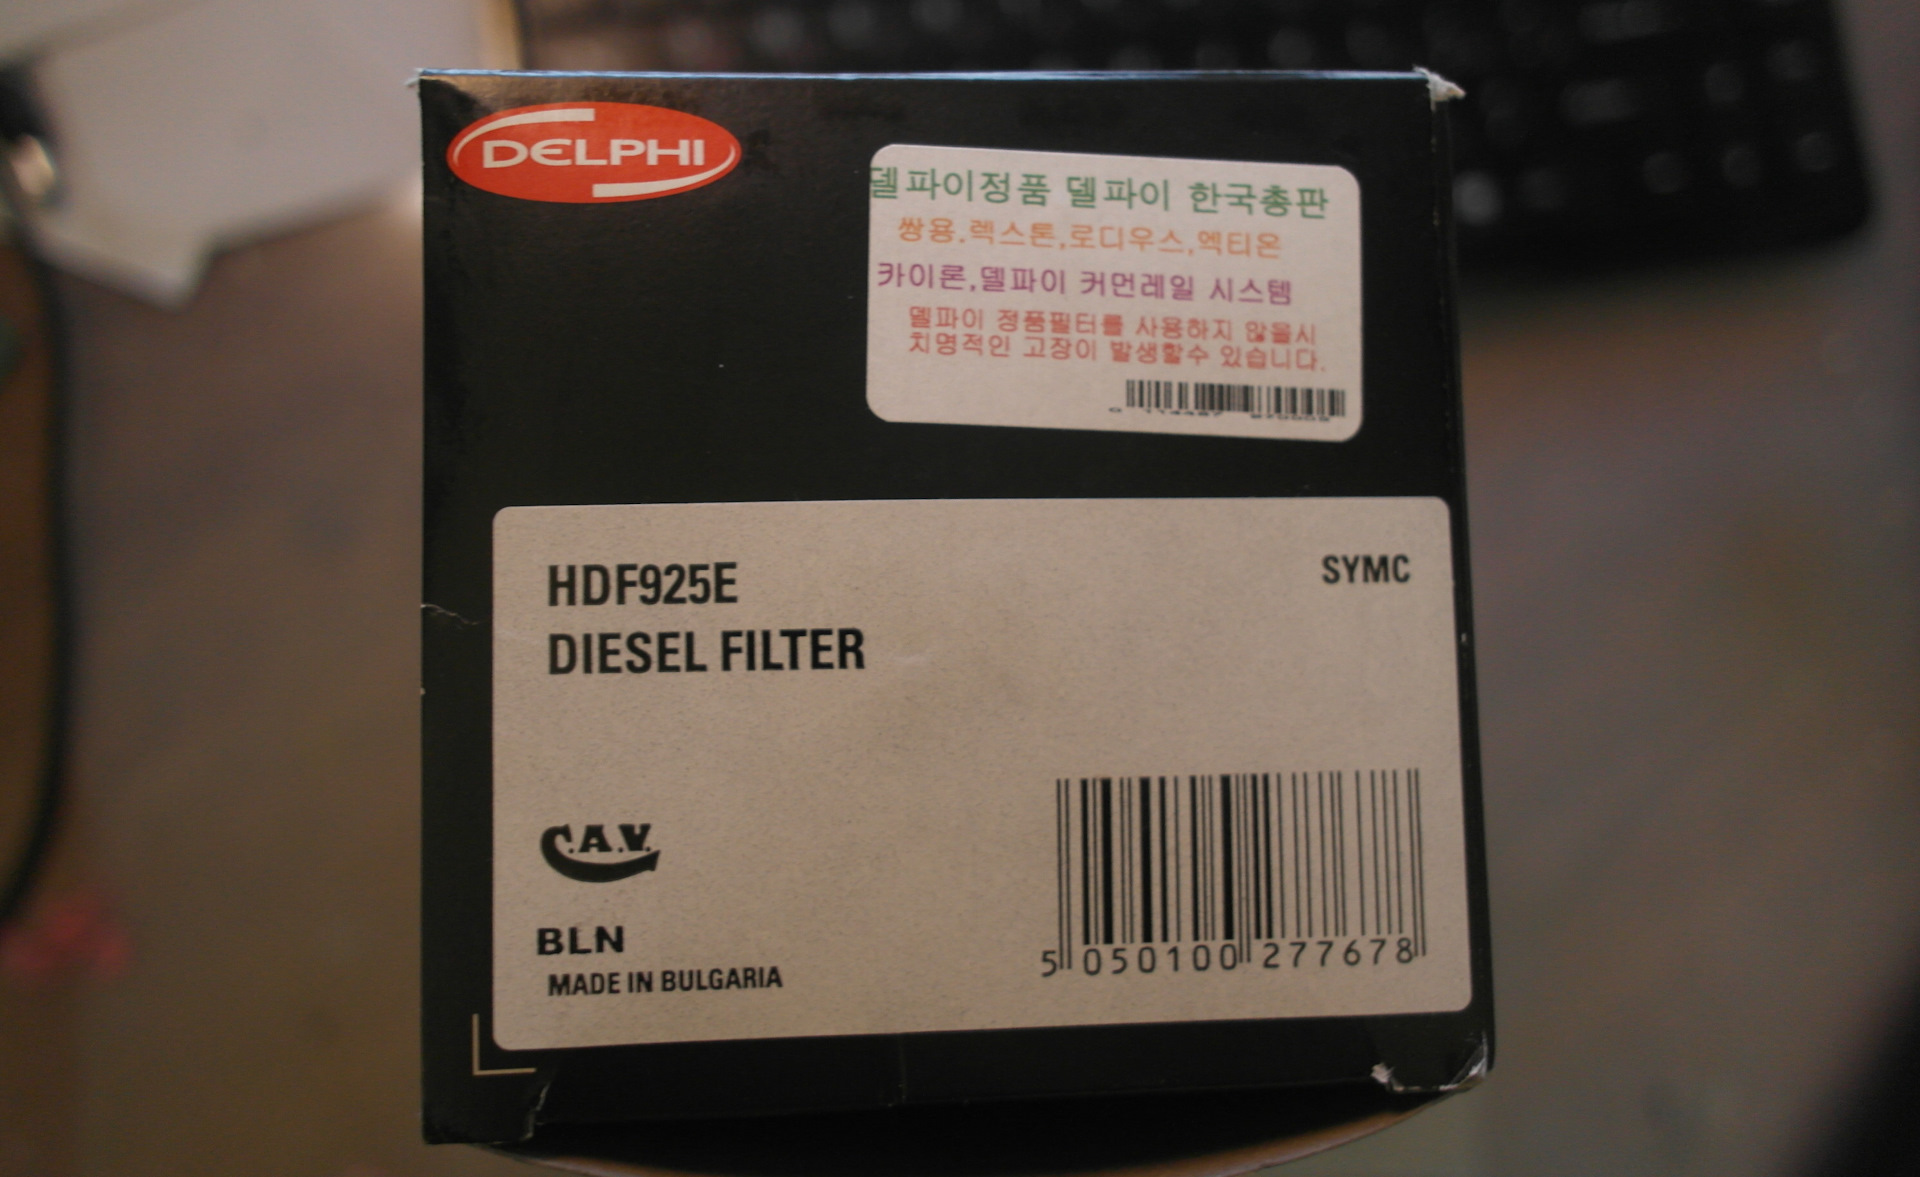 DELPHI
델파이정품 델파이 한국총판
쌍용.렉스톤,로디우스,엑티온
카이론,델파이 커먼레일 시스템
델파이 정품필터를 사용하지 않을시
치명적인 고장이 발생할수 있습니다.
HDF925E
SYMC
DIESEL FILTER
C.A.V.
BLN
MADE IN BULGARIA
5 050100 277678